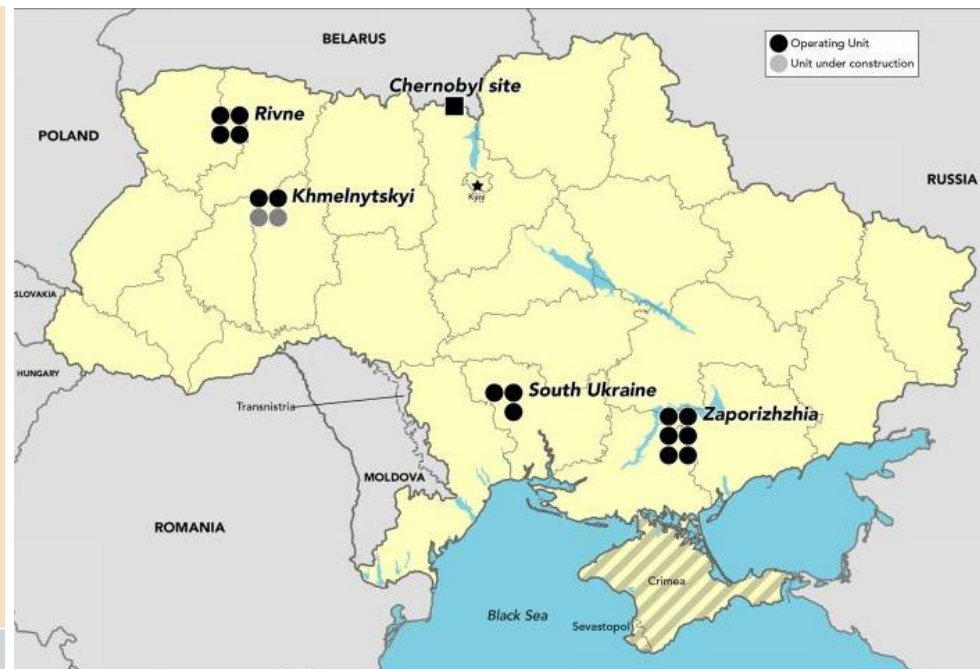 BELARUS
Operating Unit
Unit under construction
Chernobyl site
Rivne
POLAND
RUSSIA
Khmelnytskyi
Kyiv
SLOVAKIA
HUNGARY
South Ukraine
Transnistria
Zaporizhzhia
MOLDOVA
ROMANIA
Crimea
Black Sea
Sevastopol